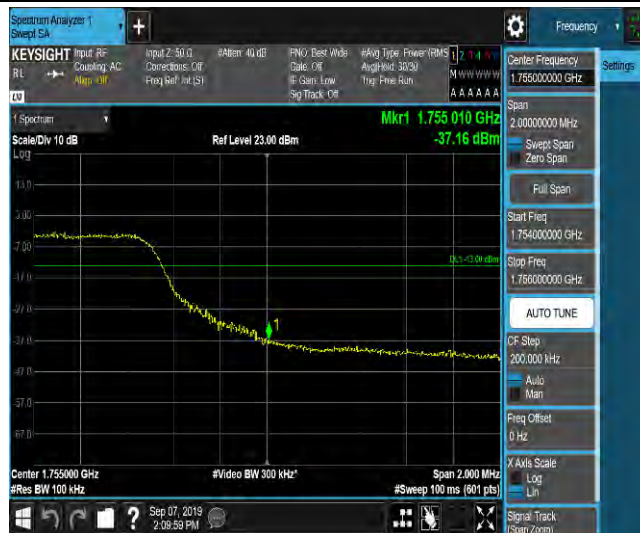 Spectrum Analyzer 1
Swept SA
+
Frequency
KEYSIGHT
Input: RF
Coupling: AC
Align: Off
Input Z: 50 Ω
Corrections: Off
Freq Ref: Int (S)
#Atten: 40 dB
PNO: Best Wide
Gate: Off
IF Gain: Low
Sig Track: Off
#Avg Type: Power (RMS
Avg|Hold: 30/30
Trig: Free Run
1 2
M W W W W W
A A A A A A
RL
LV
1 Spectrum
Scale/Div 10 dB
Log
Ref Level 23.00 dBm
Mkr1 1.755 010 GHz
-37.16 dBm
13.0
3.00
-7.00
-17.0
-27.0
-37.0
-47.0
-57.0
-67.0
DL1 -13.00 dBm
1
Center 1.755000 GHz
#Res BW 100 kHz
#Video BW 300 kHz*
Span 2.000 MHz
#Sweep 100 ms (601 pts)
Sep 07, 2019
2:09:59 PM
?
Center Frequency
1.755000000 GHz
Settings
Span
2.00000000 MHz
Swept Span
Zero Span
Full Span
Start Freq
1.754000000 GHz
Stop Freq
1.756000000 GHz
AUTO TUNE
CF Step
200.000 kHz
Auto
Man
Freq Offset
0 Hz
X Axis Scale
Log
Lin
Signal Track
(Span Zoom)